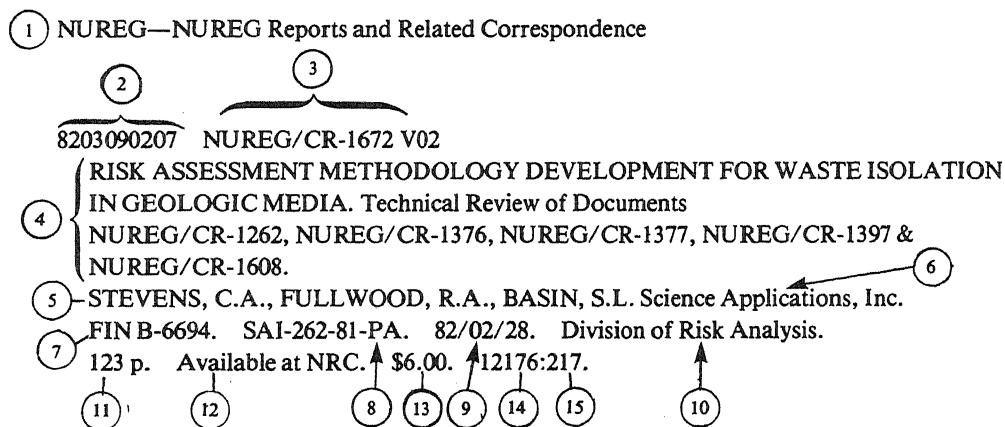 1 NUREG—NUREG Reports and Related Correspondence
2 3
8203090207 NUREG/CR-1672 V02
RISK ASSESSMENT METHODOLOGY DEVELOPMENT FOR WASTE ISOLATION
4 IN GEOLOGIC MEDIA. Technical Review of Documents
NUREG/CR-1262, NUREG/CR-1376, NUREG/CR-1377, NUREG/CR-1397 &
NUREG/CR-1608.
6
5 STEVENS, C.A., FULLWOOD, R.A., BASIN, S.L. Science Applications, Inc.
7 FIN B-6694. SAI-262-81-PA. 82/02/28. Division of Risk Analysis.
123 p. Available at NRC. $6.00. 12176:217.
11 12 8 13 9 14 15 10